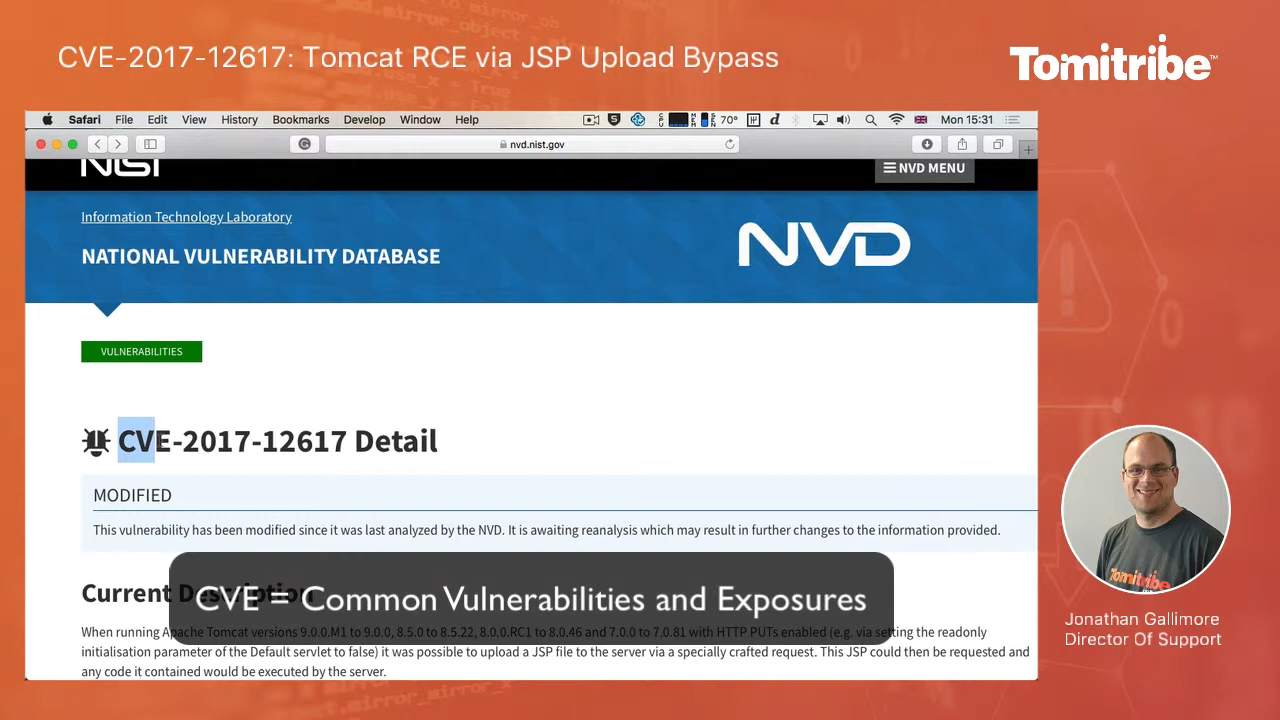 CVE-2017-12617: Tomcat RCE via JSP Upload Bypass
Tomitribe™
Safari File Edit View History Bookmarks Develop Window Help
70° Mon 15:31
nvd.nist.gov
NIST
NVD MENU
Information Technology Laboratory
NATIONAL VULNERABILITY DATABASE
NVD
VULNERABILITIES
CVE-2017-12617 Detail
MODIFIED
This vulnerability has been modified since it was last analyzed by the NVD. It is awaiting reanalysis which may result in further changes to the information provided.
Current Description
CVE = Common Vulnerabilities and Exposures
When running Apache Tomcat versions 9.0.0.M1 to 9.0.0, 8.5.0 to 8.5.22, 8.0.0.RC1 to 8.0.46 and 7.0.0 to 7.0.81 with HTTP PUTs enabled (e.g. via setting the readonly
initialisation parameter of the Default servlet to false) it was possible to upload a JSP file to the server via a specially crafted request. This JSP could then be requested and
any code it contained would be executed by the server.
Tomitribe
Jonathan Gallimore
Director Of Support